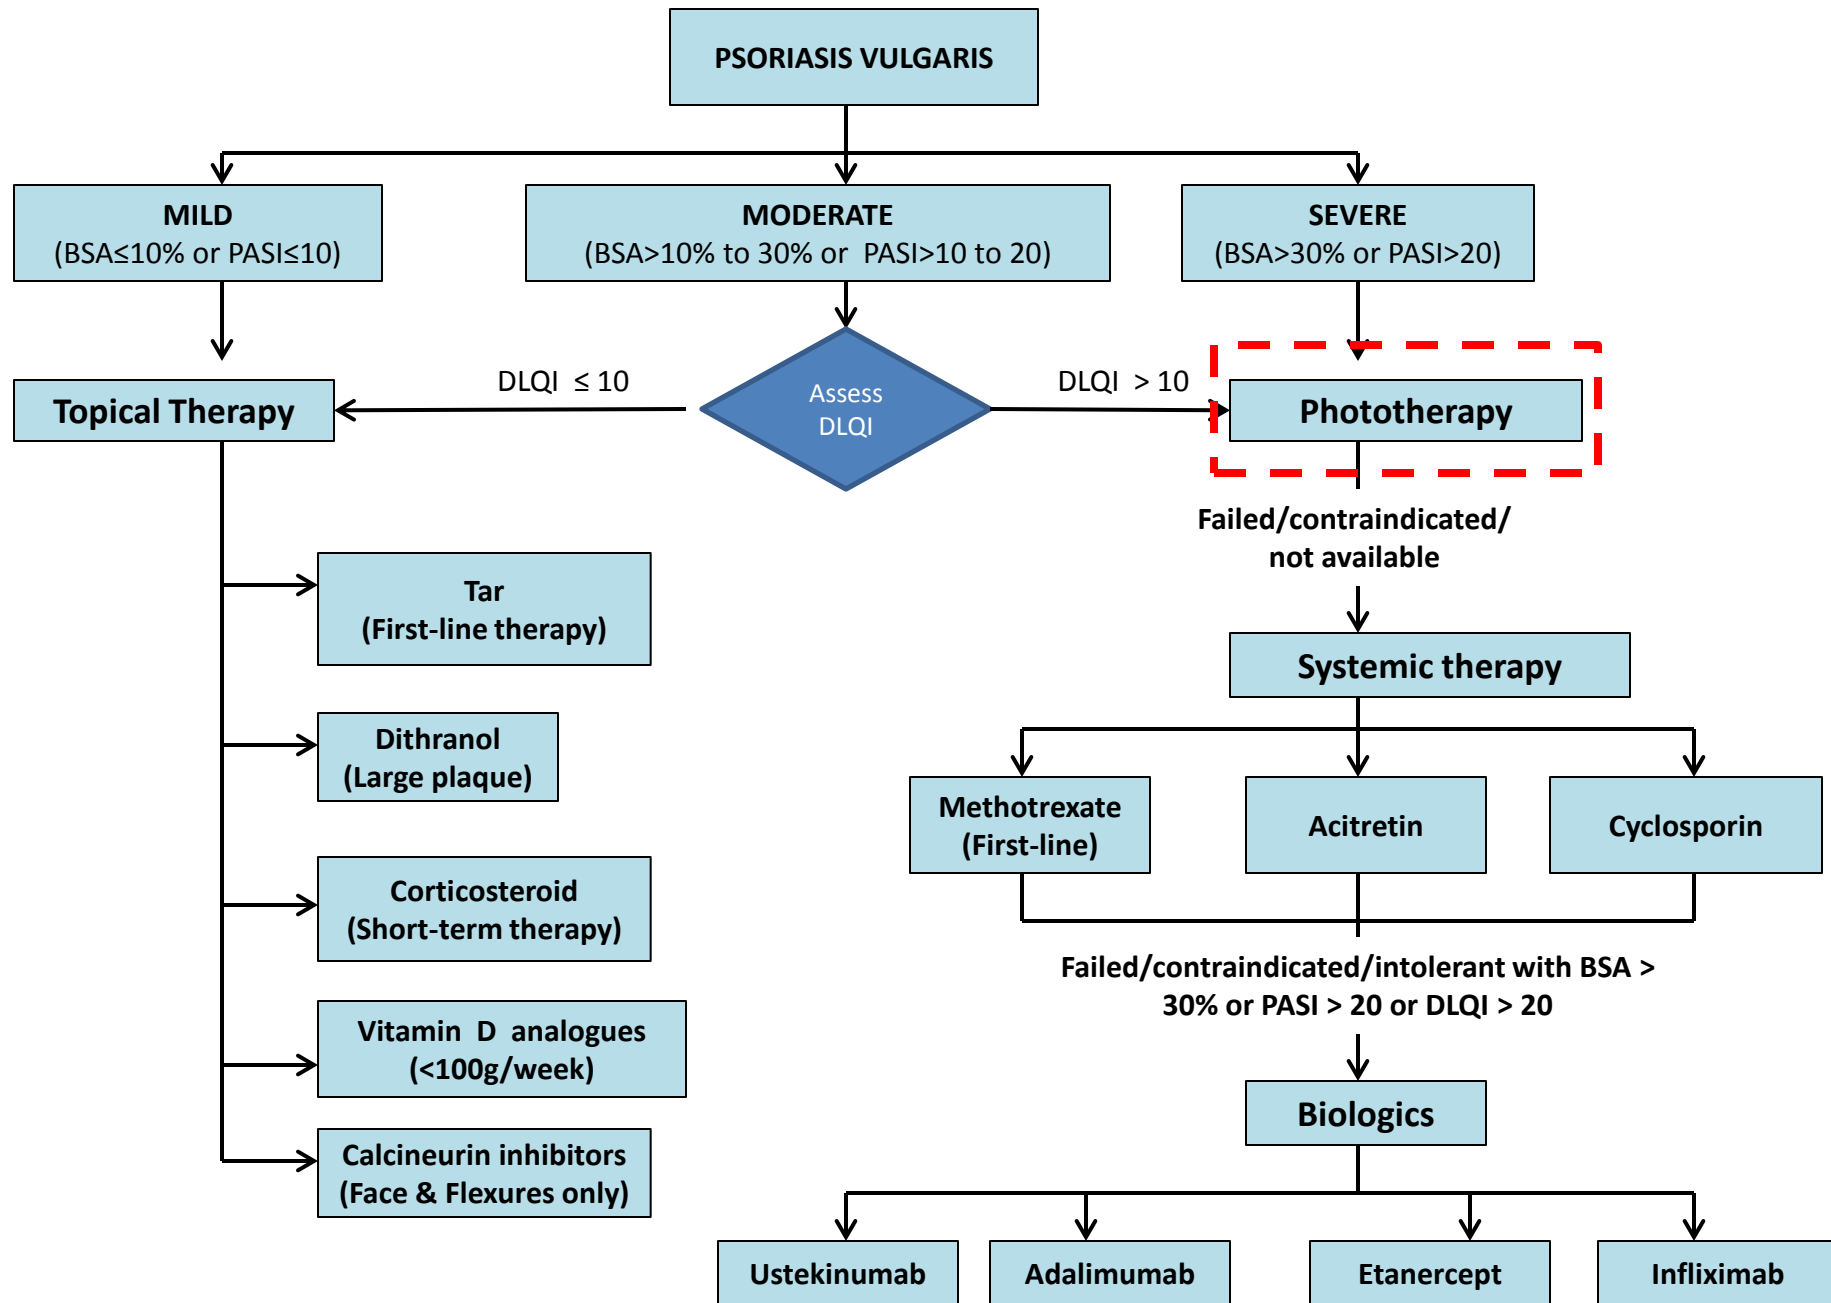 PSORIASIS VULGARIS
MILD
(BSA≤10% or PASI≤10)
MODERATE
(BSA>10% to 30% or  PASI>10 to 20)
SEVERE
(BSA>30% or PASI>20)
DLQI  ≤ 10
Assess
DLQI
DLQI  > 10
Topical Therapy
Phototherapy
Failed/contraindicated/
not available
Tar
(First-line therapy)
Dithranol
(Large plaque)
Corticosteroid
(Short-term therapy)
Vitamin  D  analogues
(<100g/week)
Calcineurin inhibitors
(Face & Flexures only)
Systemic therapy
Methotrexate
(First-line)
Acitretin
Cyclosporin
Failed/contraindicated/intolerant with BSA >
30% or PASI > 20 or DLQI > 20
Biologics
Ustekinumab
Adalimumab
Etanercept
Infliximab